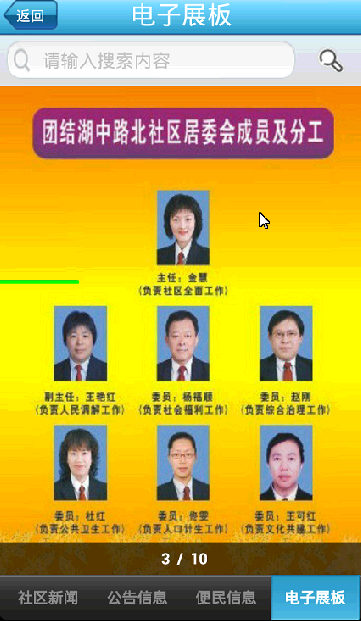 返回
电子展板
请输入搜索内容
团结湖中路北社区居委会成员及分工
主任：金慧
(负责社区全面工作)
副主任：王艳红
(负责人民调解工作)
委员：杨福顺
(负责社会福利工作)
委员：赵刚
(负责综合治理工作)
委员：杜红
(负责公共卫生工作)
委员：佟雯
(负责人口计生工作)
委员：王可红
(负责文化共建工作)
3 / 10
社区新闻
公告信息
便民信息
电子展板